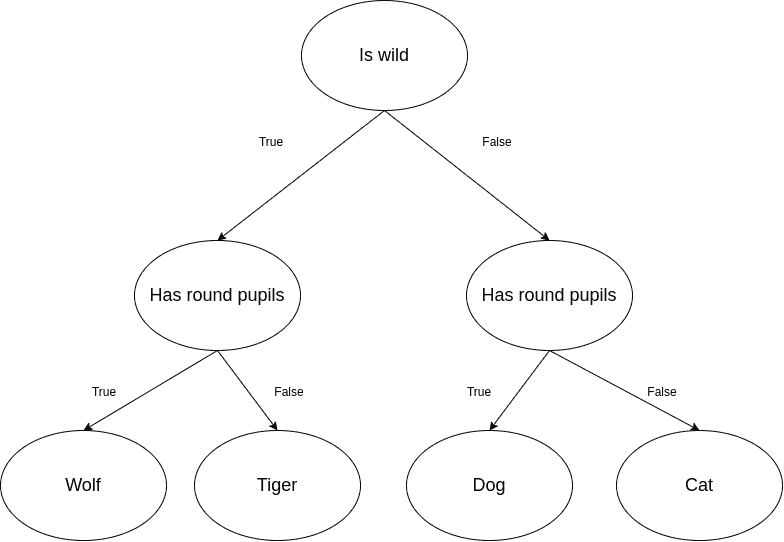 Is wild
True
False
Has round pupils
Has round pupils
True
False
True
False
Wolf
Tiger
Dog
Cat